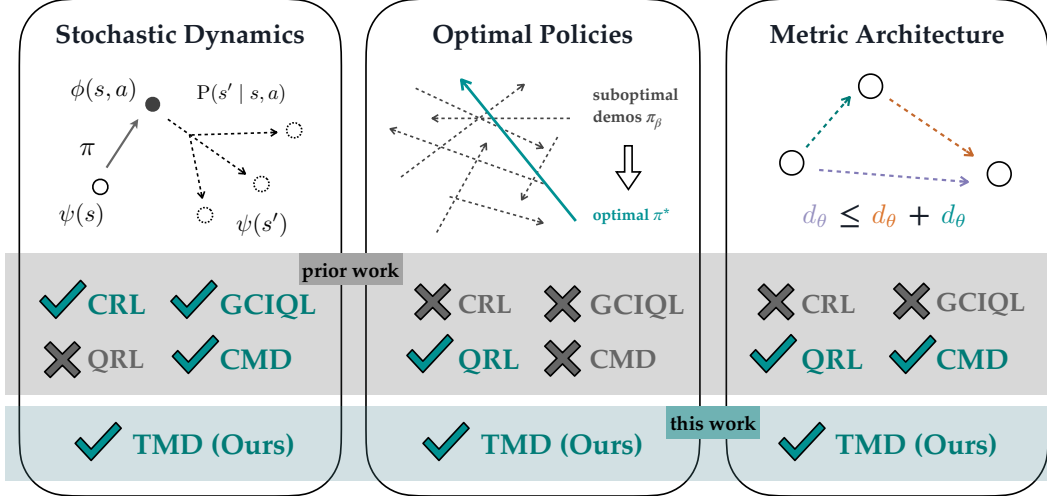 Stochastic Dynamics
ϕ(s, a)
P(s′ | s, a)
π
ψ(s)
ψ(s′)
Optimal Policies
suboptimal
demos π_β
optimal π*
Metric Architecture
d_θ ≤ d_θ + d_θ
prior work
CRL GCIQL
QRL CMD
CRL GCIQL
QRL CMD
CRL GCIQL
QRL CMD
this work
TMD (Ours)
TMD (Ours)
TMD (Ours)